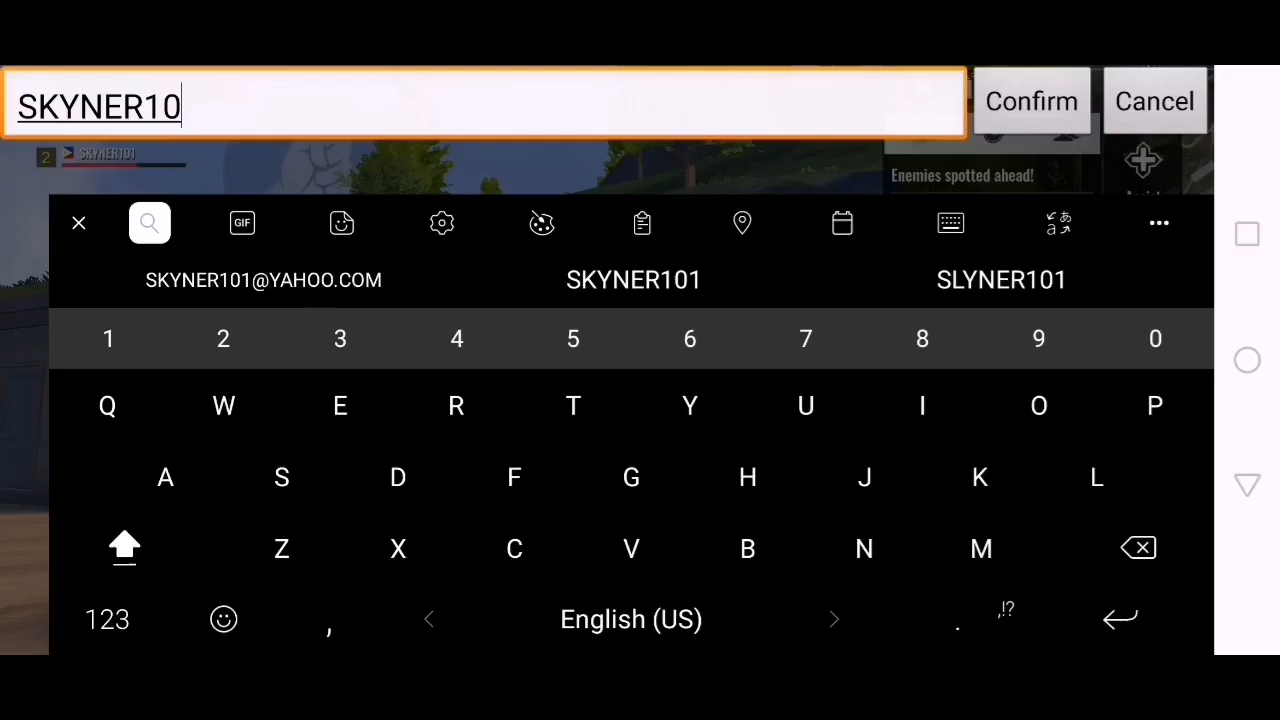 SKYNER10
Confirm
Cancel
2 SKYNER101
Enemies spotted ahead!
GIF
SKYNER101@YAHOO.COM
SKYNER101
SLYNER101
1 2 3 4 5 6 7 8 9 0
Q W E R T Y U I O P
A S D F G H J K L
Z X C V B N M
123 , < English (US) > . ,!?